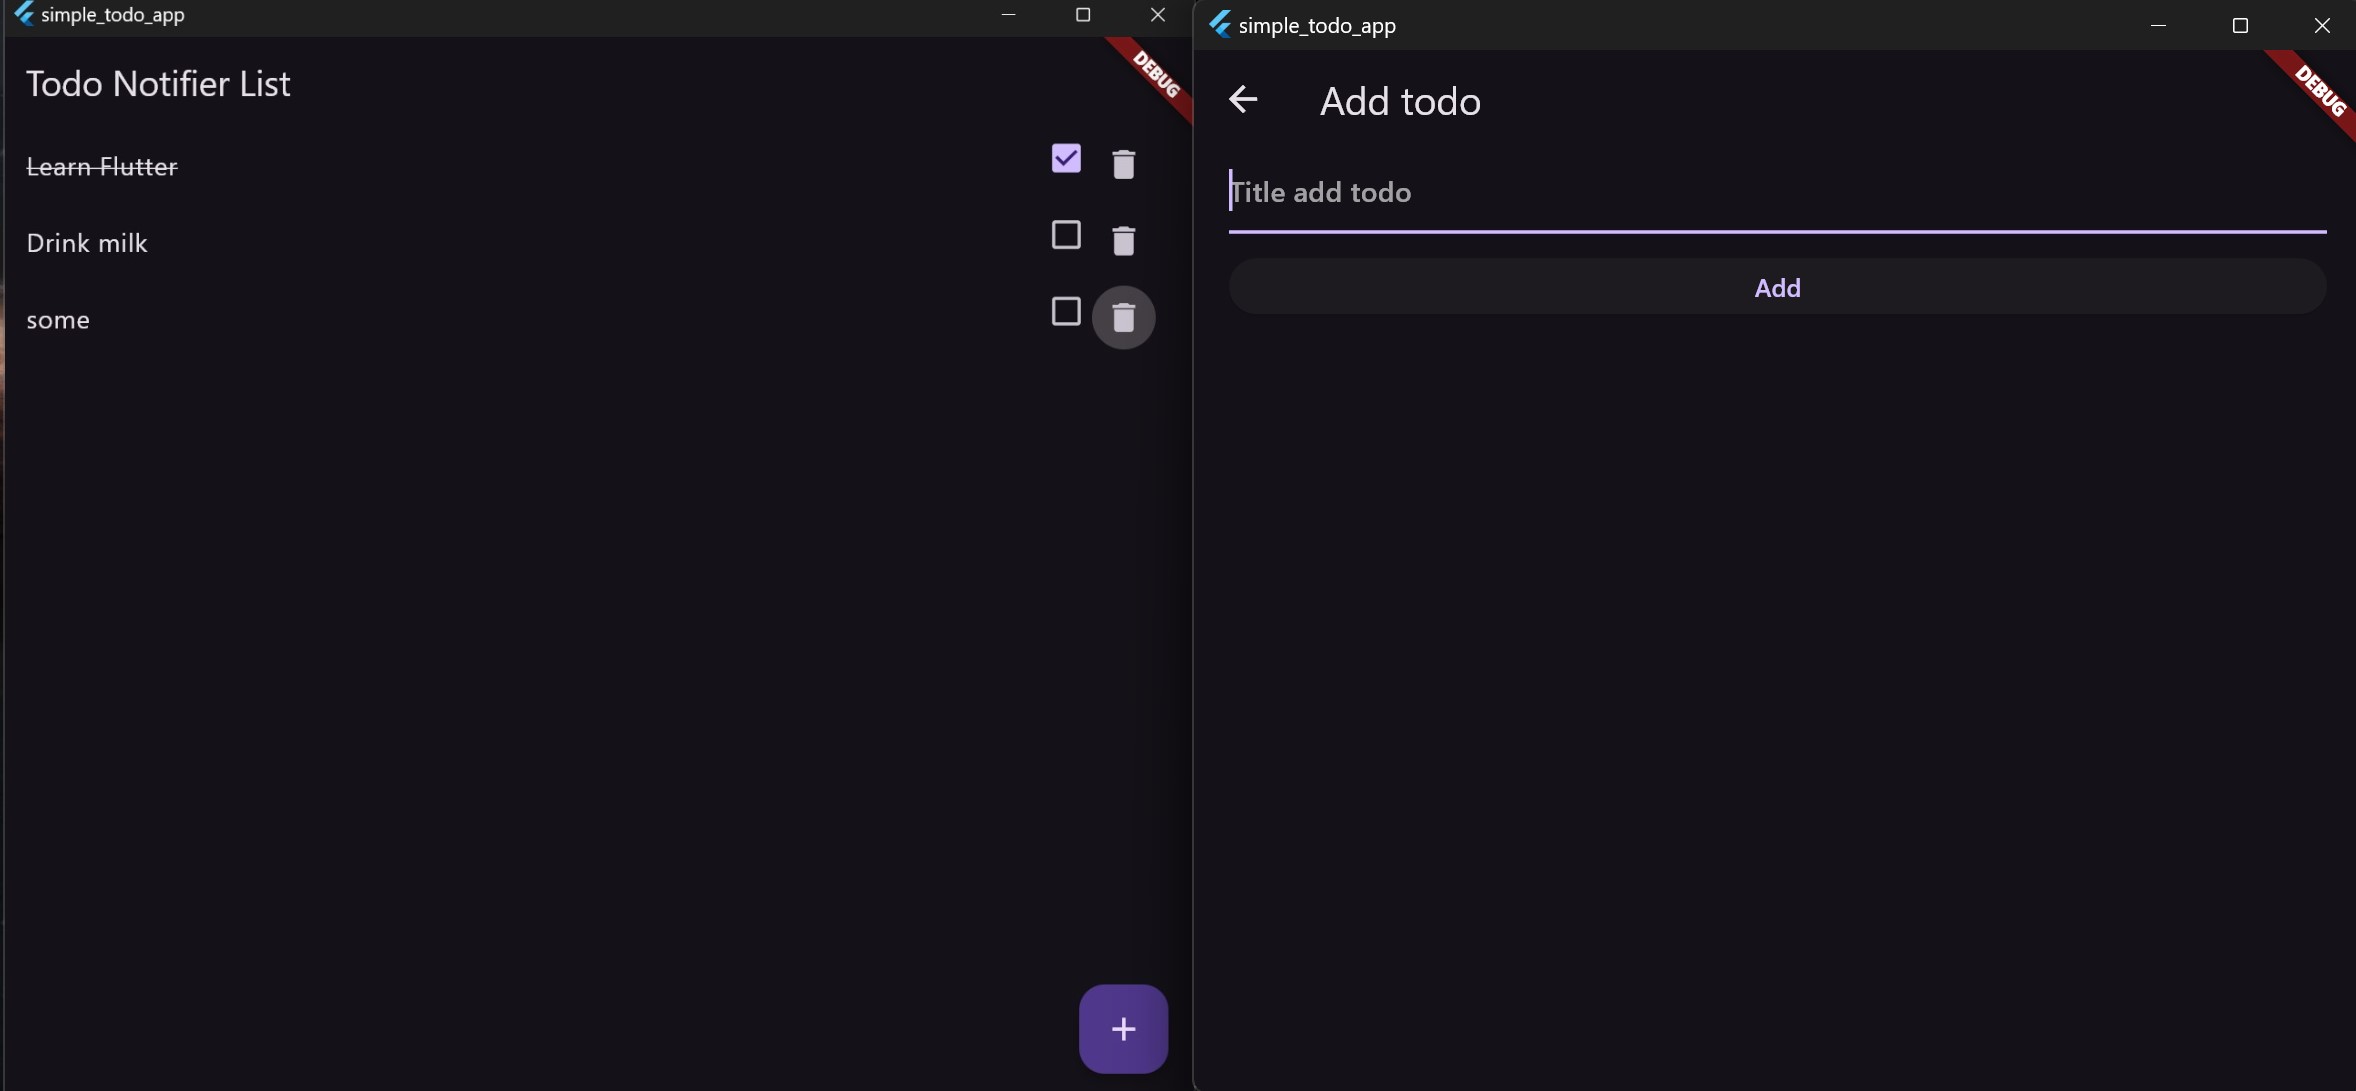 simple_todo_app
DEBUG
Todo Notifier List
Learn Flutter
Drink milk
some
simple_todo_app
DEBUG
Add todo
Title add todo
Add